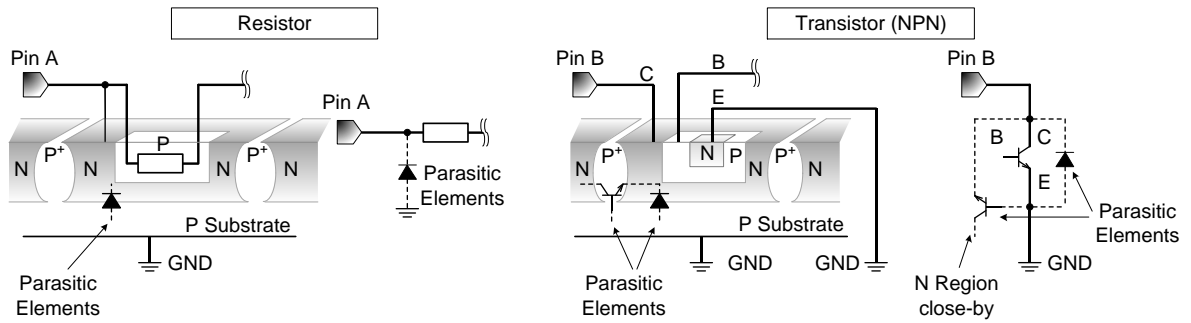 Resistor
Pin A
N
P+
N
P
N
P+
N
Parasitic
Elements
P Substrate
GND
Pin A
Parasitic
Elements
Transistor (NPN)
Pin B
C
B
E
N
P+
N
N
P
N
P+
N
P Substrate
Parasitic
Elements
GND
GND
Pin B
B
C
E
Parasitic
Elements
GND
N Region
close-by